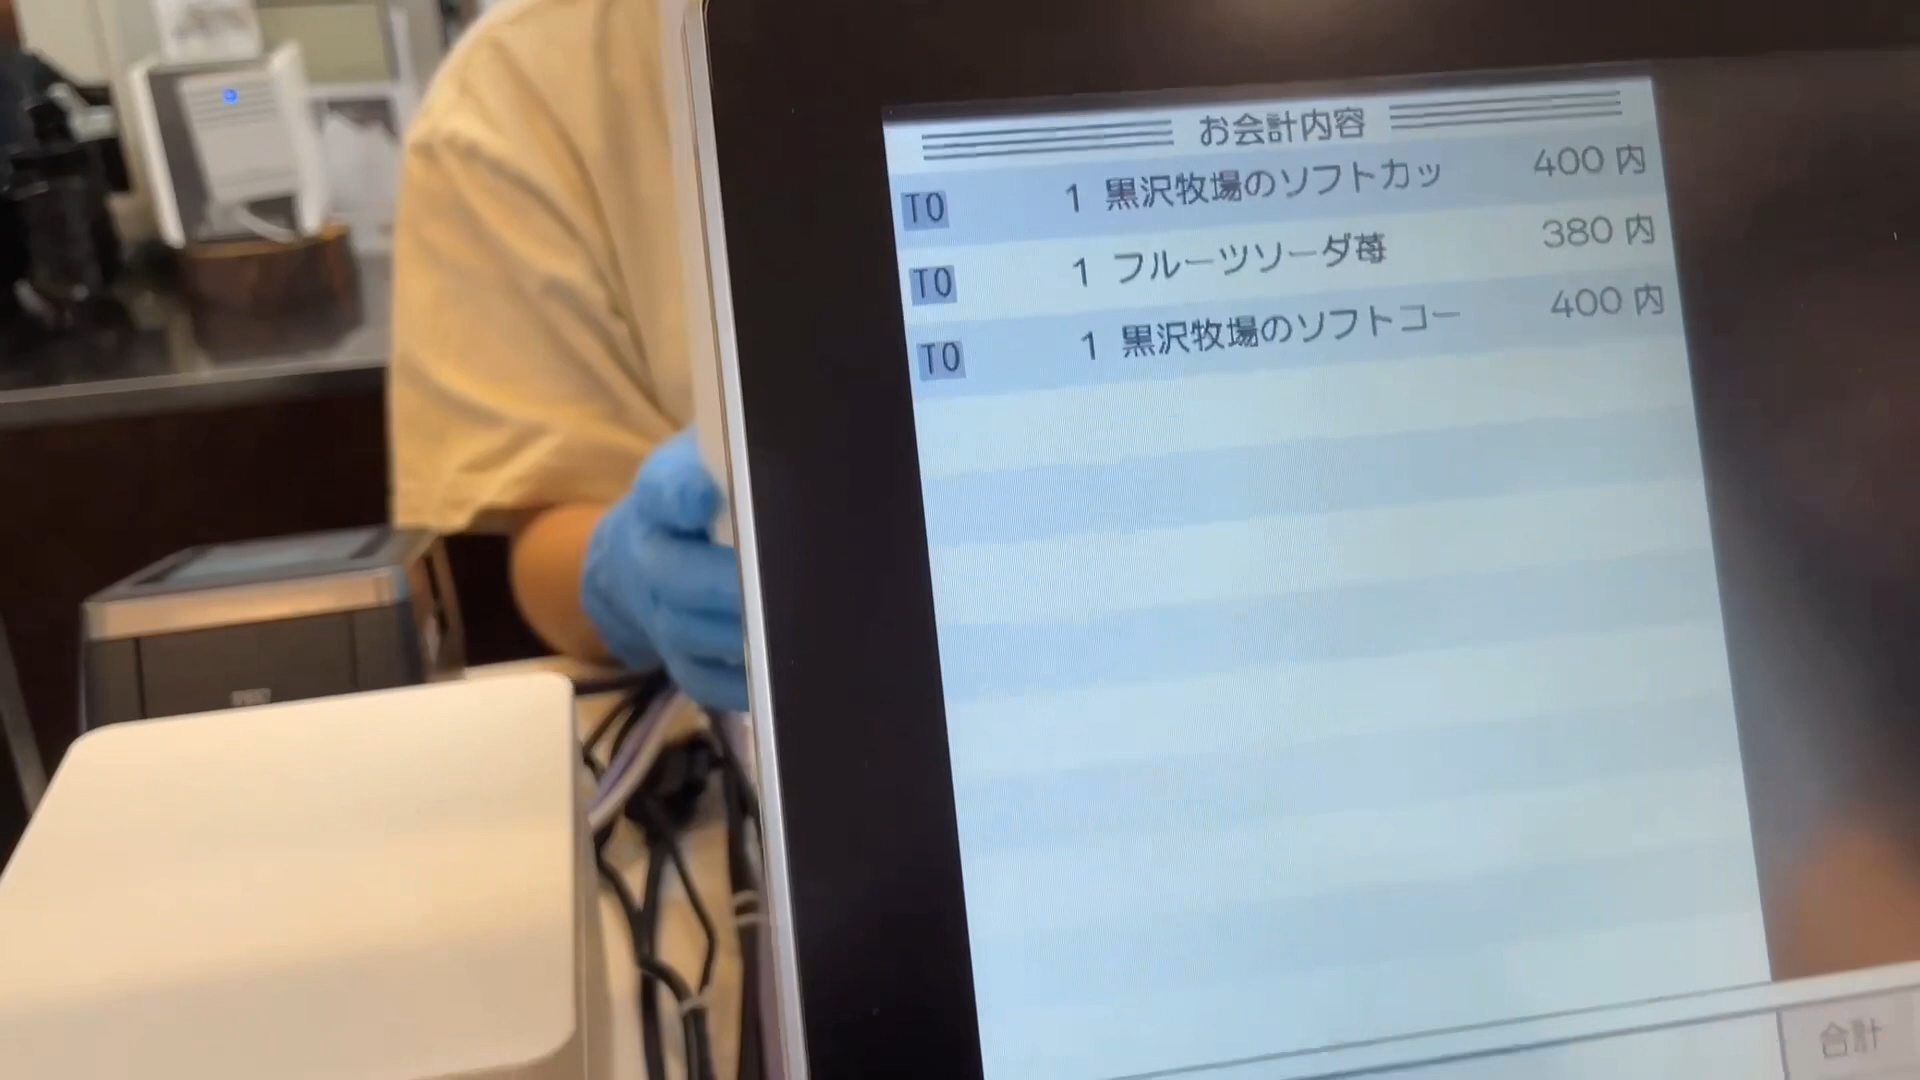 お会計内容
TO 1 黒沢牧場のソフトカッ 400 内
TO 1 フルーツソーダ苺 380 内
TO 1 黒沢牧場のソフトコー 400 内
合計